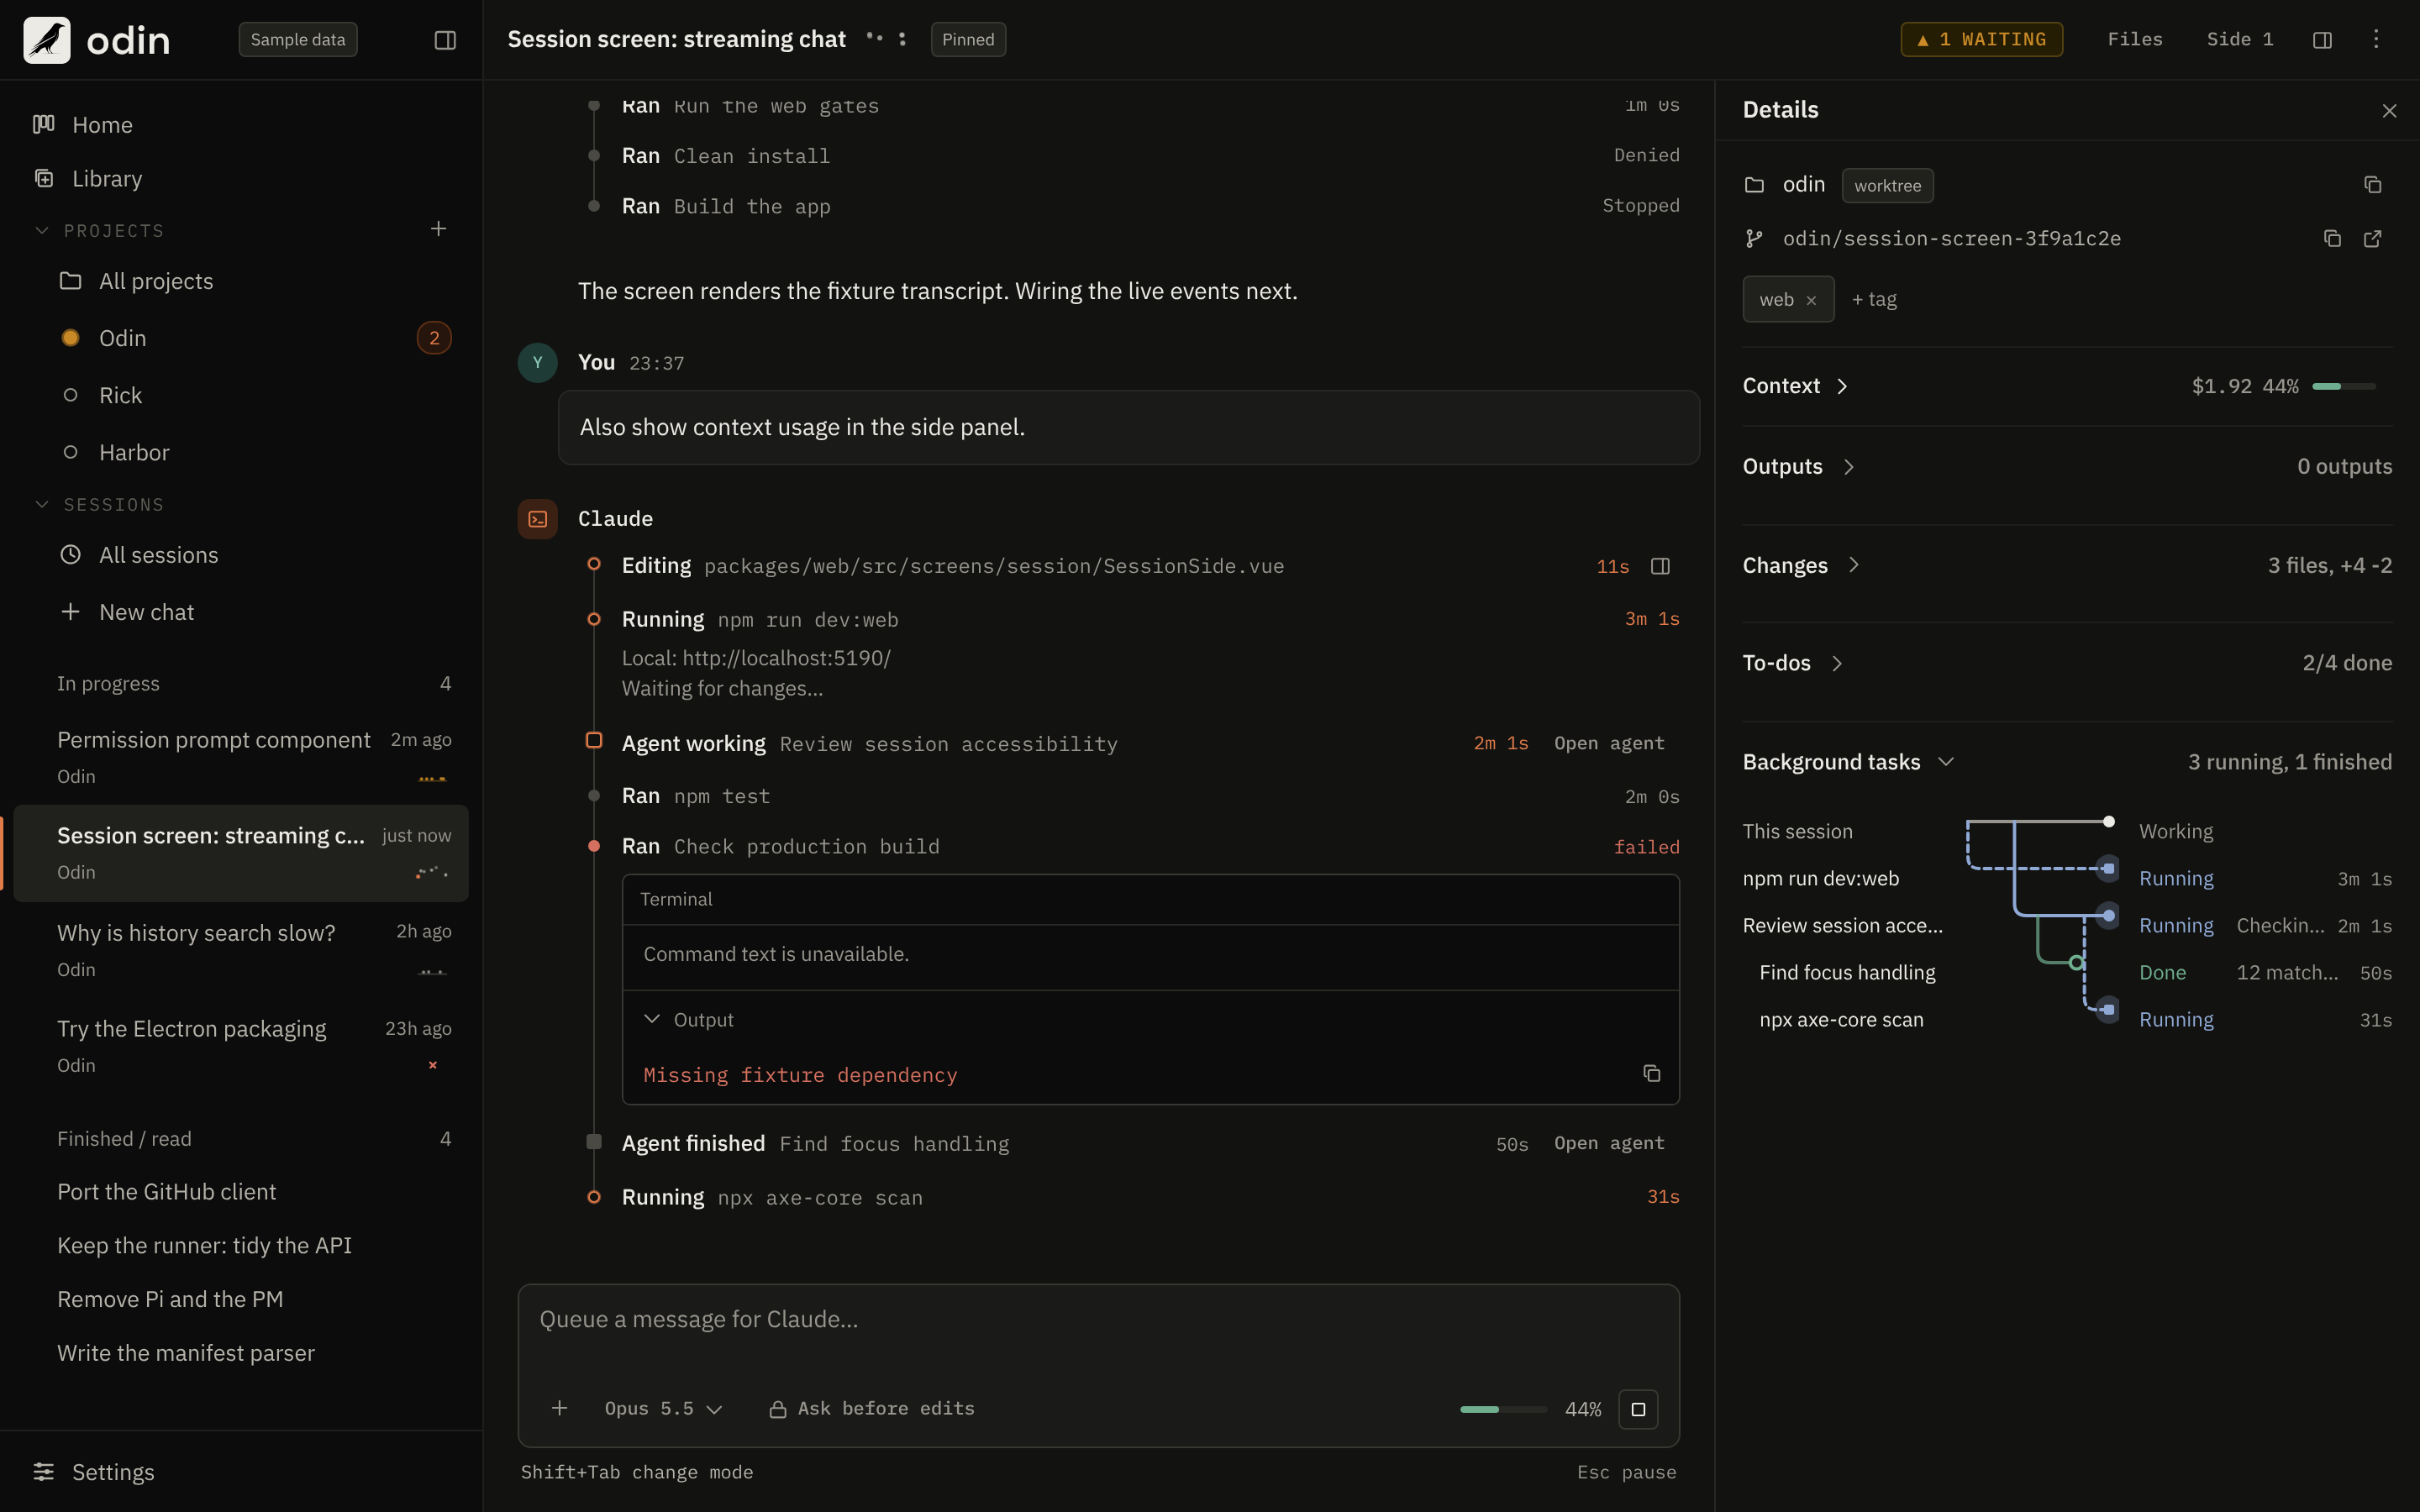 odin
Sample data
Home
Library
PROJECTS
All projects
Odin 2
Rick
Harbor
SESSIONS
All sessions
New chat
In progress 4
Permission prompt component 2m ago
Odin
Session screen: streaming c... just now
Odin
Why is history search slow? 2h ago
Odin
Try the Electron packaging 23h ago
Odin
Finished / read 4
Port the GitHub client
Keep the runner: tidy the API
Remove Pi and the PM
Write the manifest parser
Settings
Session screen: streaming chat Pinned
▲ 1 WAITING Files Side 1
Ran Run the web gates 1m 0s
Ran Clean install Denied
Ran Build the app Stopped
The screen renders the fixture transcript. Wiring the live events next.
Y You 23:37
Also show context usage in the side panel.
Claude
Editing packages/web/src/screens/session/SessionSide.vue 11s
Running npm run dev:web 3m 1s
Local: http://localhost:5190/
Waiting for changes...
Agent working Review session accessibility 2m 1s Open agent
Ran npm test 2m 0s
Ran Check production build failed
Terminal
Command text is unavailable.
Output
Missing fixture dependency
Agent finished Find focus handling 50s Open agent
Running npx axe-core scan 31s
Queue a message for Claude...
Opus 5.5 Ask before edits 44%
Shift+Tab change mode Esc pause
Details
odin worktree
odin/session-screen-3f9a1c2e
web × + tag
Context $1.92 44%
Outputs 0 outputs
Changes 3 files, +4 -2
To-dos 2/4 done
Background tasks 3 running, 1 finished
This session Working
npm run dev:web Running 3m 1s
Review session acce... Running Checkin... 2m 1s
Find focus handling Done 12 match... 50s
npx axe-core scan Running 31s